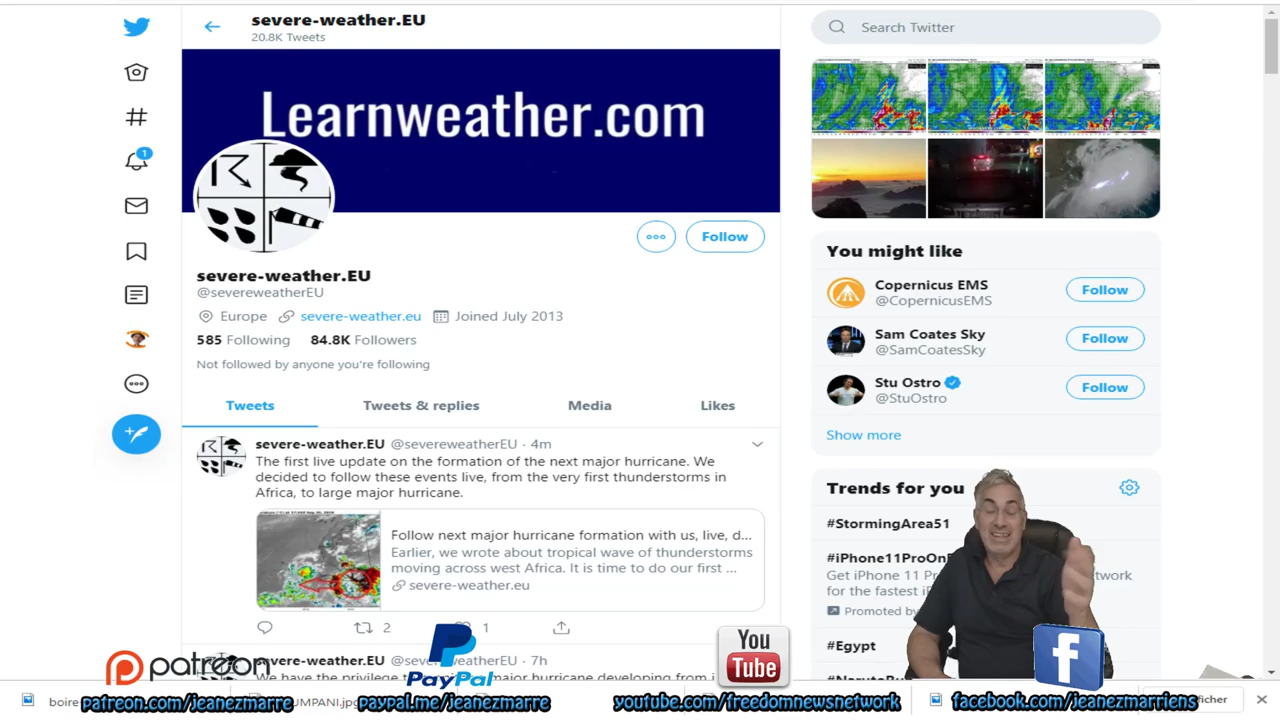 severe-weather.EU
20.8K Tweets
Search Twitter
Learnweather.com
Follow
severe-weather.EU
@severeweatherEU
Europe severe-weather.eu Joined July 2013
585 Following 84.8K Followers
Not followed by anyone you're following
Tweets Tweets & replies Media Likes
severe-weather.EU @severeweatherEU · 4m
The first live update on the formation of the next major hurricane. We
decided to follow these events live, from the very first thunderstorms in
Africa, to large major hurricane.
Follow next major hurricane formation with us, live, d...
Earlier, we wrote about tropical wave of thunderstorms
moving across west Africa. It is time to do our first ...
severe-weather.eu
2 1
evere-weather.EU @severeweatherEU · 7h
1
You might like
Copernicus EMS
@CopernicusEMS
Follow
Sam Coates Sky
@SamCoatesSky
Follow
Stu Ostro
@StuOstro
Follow
Show more
Trends for you
#StormingArea51
#iPhone11ProOn
Get iPhone 11 Pro
for the fastest i
Promoted by
#Egypt
patreon
PayPal
You
Tube
f
patreon.com/jeanezmarre
paypal.me/jeanezmarre
youtube.com/freedomnewsnetwork
facebook.com/jeanezmarriens